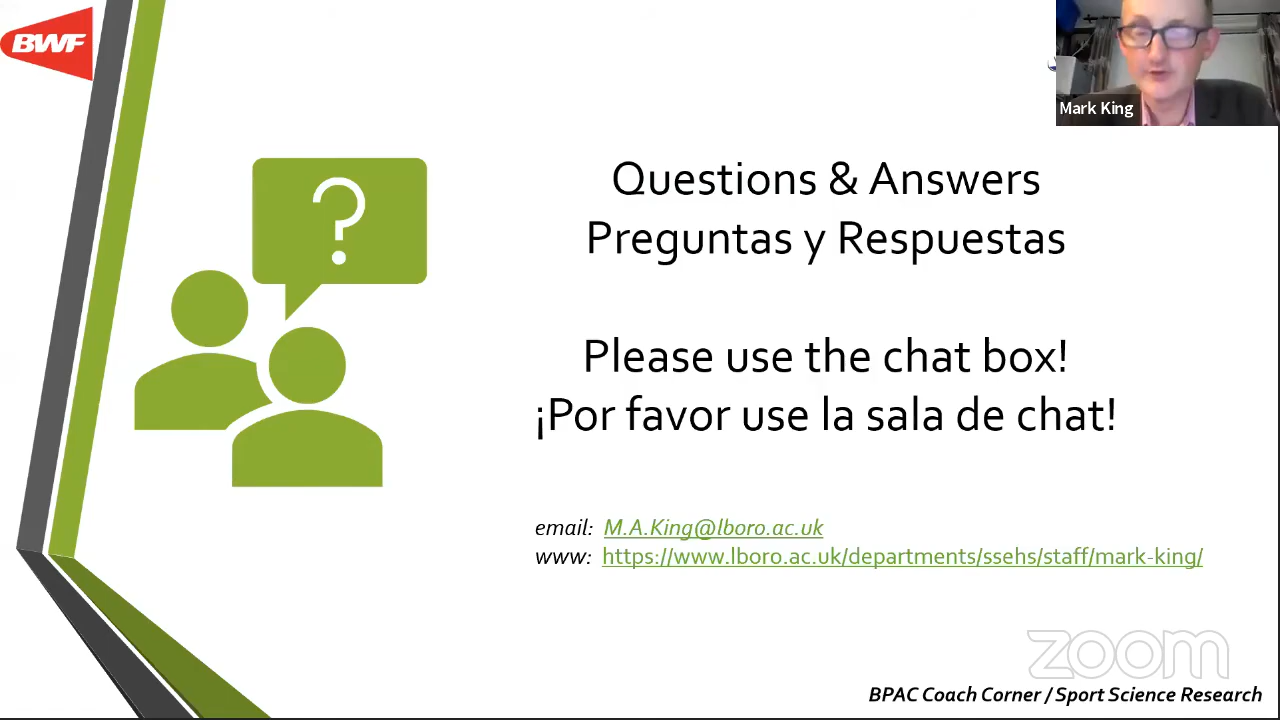 BWF
Mark King
?
Questions & Answers
Preguntas y Respuestas
Please use the chat box!
¡Por favor use la sala de chat!
email: M.A.King@lboro.ac.uk
www: https://www.lboro.ac.uk/departments/ssehs/staff/mark-king/
zoom
BPAC Coach Corner / Sport Science Research